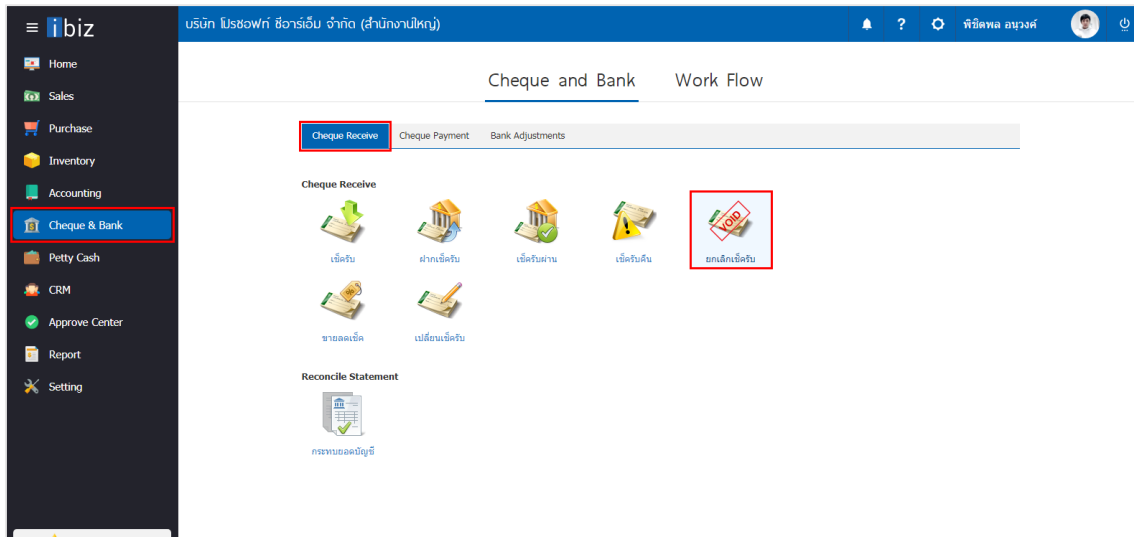 ≡ ibiz
บริษัท โปรซอฟท์ ซีอาร์เอ็ม จำกัด (สำนักงานใหญ่)
? พิชิตพล อนุวงค์
Home
Sales
Purchase
Inventory
Accounting
Cheque & Bank
Petty Cash
CRM
Approve Center
Report
Setting
Cheque and Bank Work Flow
Cheque Receive Cheque Payment Bank Adjustments
Cheque Receive
VOID
เช็ครับ ฝากเช็ครับ เช็ครับผ่าน เช็ครับคืน ยกเลิกเช็ครับ
ขายลดเช็ค เปลี่ยนเช็ครับ
Reconcile Statement
กระทบยอดบัญชี